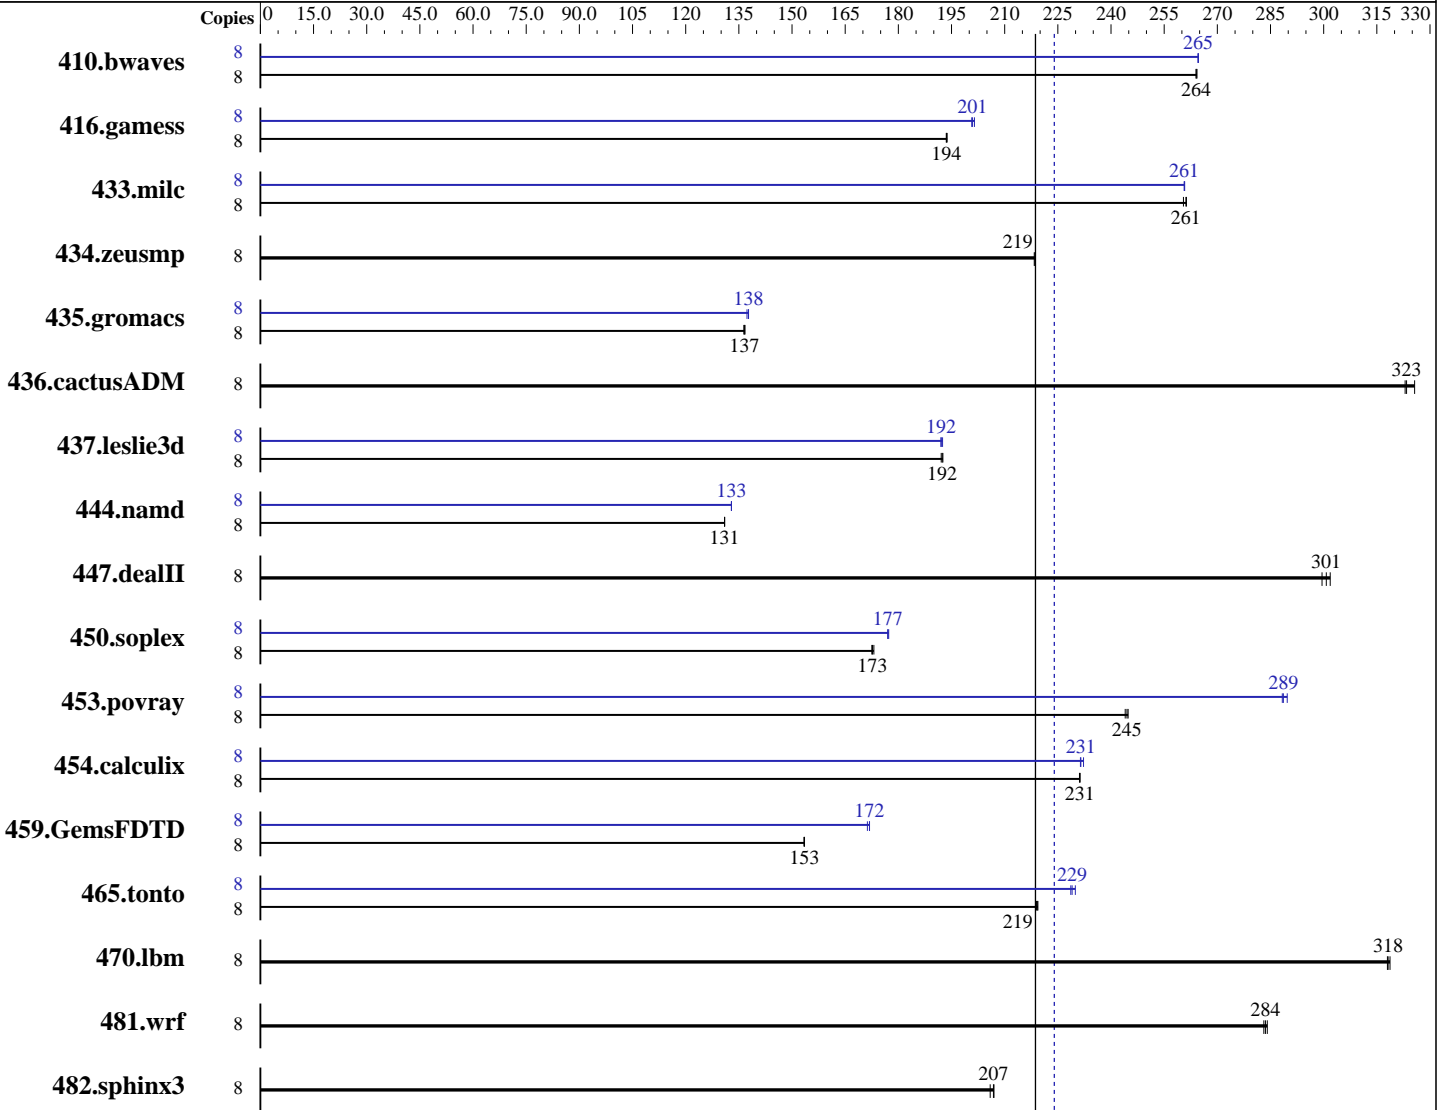 Copies 0 15.0 30.0 45.0 60.0 75.0 90.0 105 120 135 150 165 180 195 210 225 240 255 270 285 300 315 330
410.bwaves 8 265
8 264
416.gamess 8 201
8 194
433.milc 8 261
8 261
434.zeusmp 8 219
435.gromacs 8 138
8 137
436.cactusADM 8 323
437.leslie3d 8 192
8 192
444.namd 8 133
8 131
447.dealII 8 301
450.soplex 8 177
8 173
453.povray 8 289
8 245
454.calculix 8 231
8 231
459.GemsFDTD 8 172
8 153
465.tonto 8 229
8 219
470.lbm 8 318
481.wrf 8 284
482.sphinx3 8 207